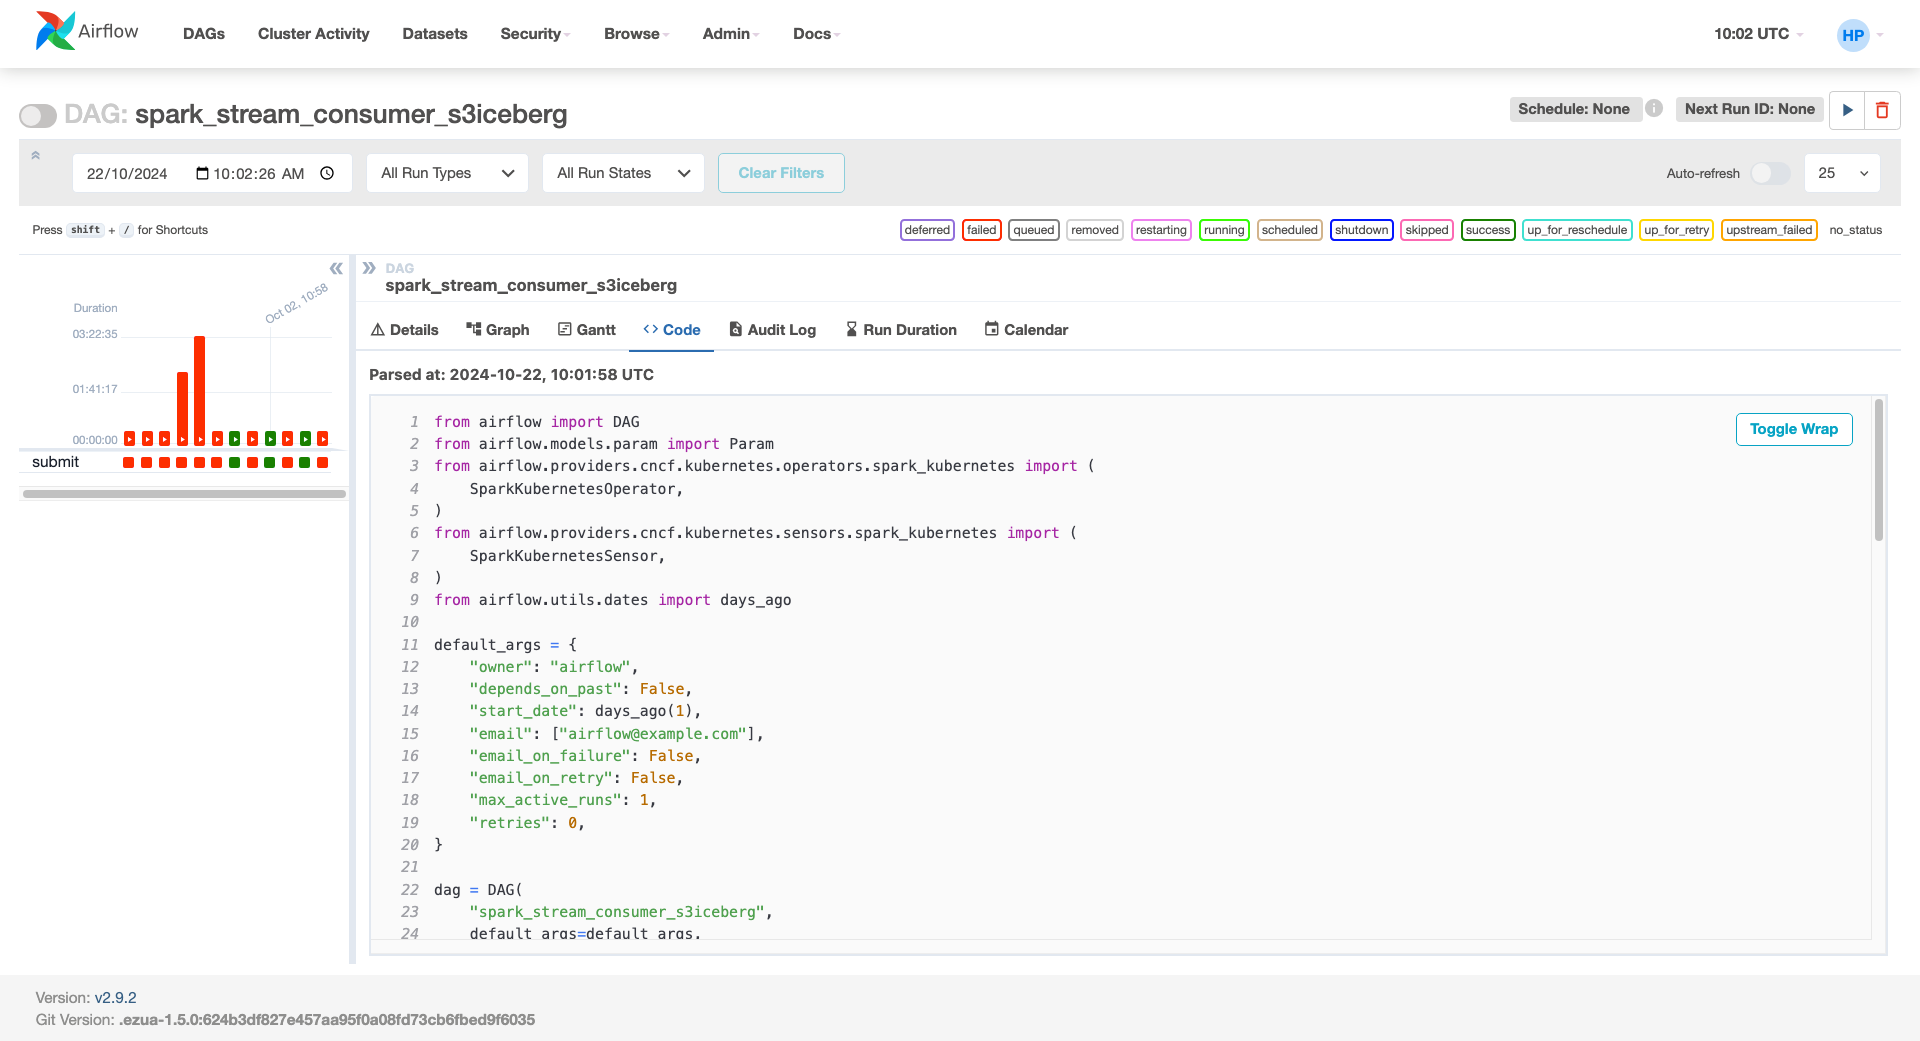 Airflow DAGs Cluster Activity Datasets Security Browse Admin Docs 10:02 UTC HP
DAG: spark_stream_consumer_s3iceberg Schedule: None i Next Run ID: None
22/10/2024 10:02:26 AM All Run Types All Run States Clear Filters Auto-refresh 25
Press shift + / for Shortcuts deferred failed queued removed restarting running scheduled shutdown skipped success up_for_reschedule up_for_retry upstream_failed no_status
Oct 02, 10:58
Duration
03:22:35
01:41:17
00:00:00
submit
DAG
spark_stream_consumer_s3iceberg
Details Graph Gantt <> Code Audit Log Run Duration Calendar
Parsed at: 2024-10-22, 10:01:58 UTC
Toggle Wrap
1 from airflow import DAG
2 from airflow.models.param import Param
3 from airflow.providers.cncf.kubernetes.operators.spark_kubernetes import (
4     SparkKubernetesOperator,
5 )
6 from airflow.providers.cncf.kubernetes.sensors.spark_kubernetes import (
7     SparkKubernetesSensor,
8 )
9 from airflow.utils.dates import days_ago
10
11 default_args = {
12     "owner": "airflow",
13     "depends_on_past": False,
14     "start_date": days_ago(1),
15     "email": ["airflow@example.com"],
16     "email_on_failure": False,
17     "email_on_retry": False,
18     "max_active_runs": 1,
19     "retries": 0,
20 }
21
22 dag = DAG(
23     "spark_stream_consumer_s3iceberg",
24     default_args=default_args,
Version: v2.9.2
Git Version: .ezua-1.5.0:624b3df827e457aa95f0a08fd73cb6fbed9f6035